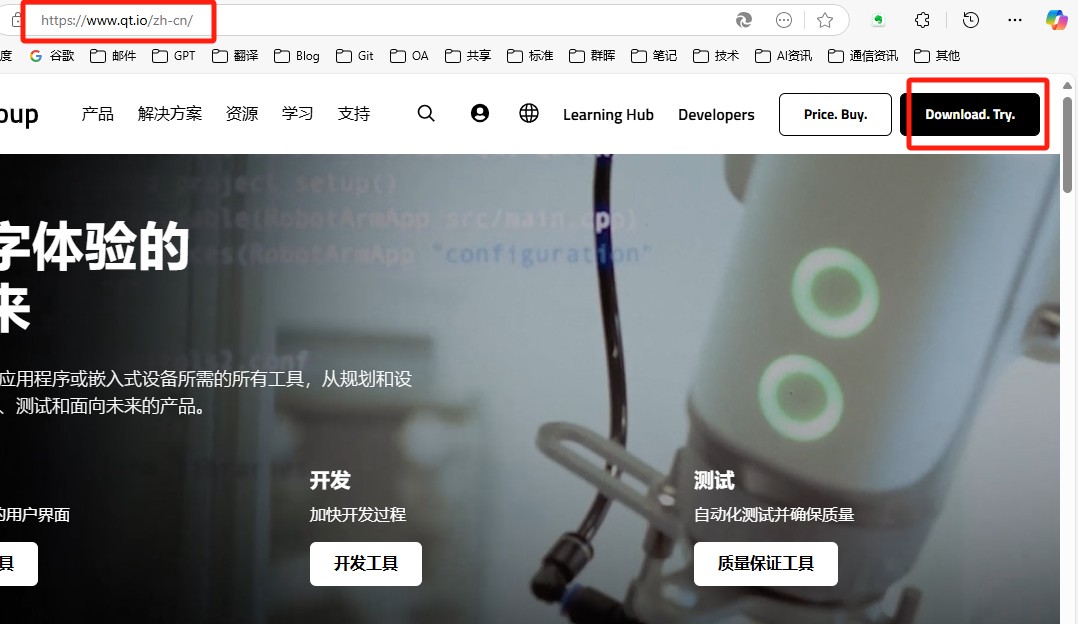 https://www.qt.io/zh-cn/
度 谷歌 邮件 GPT 翻译 Blog Git OA 共享 标准 群晖 笔记 技术 AI资讯 通信资讯 其他
oup 产品 解决方案 资源 学习 支持 Learning Hub Developers Price. Buy. Download. Try.
project_setup()
able(RobotArmApp src/main.cpp)
ces(RobotArmApp "configuration"
字体验的
来
应用程序或嵌入式设备所需的所有工具，从规划和设
、测试和面向未来的产品。
开发 测试
的用户界面 加快开发过程 自动化测试并确保质量
具 开发工具 质量保证工具